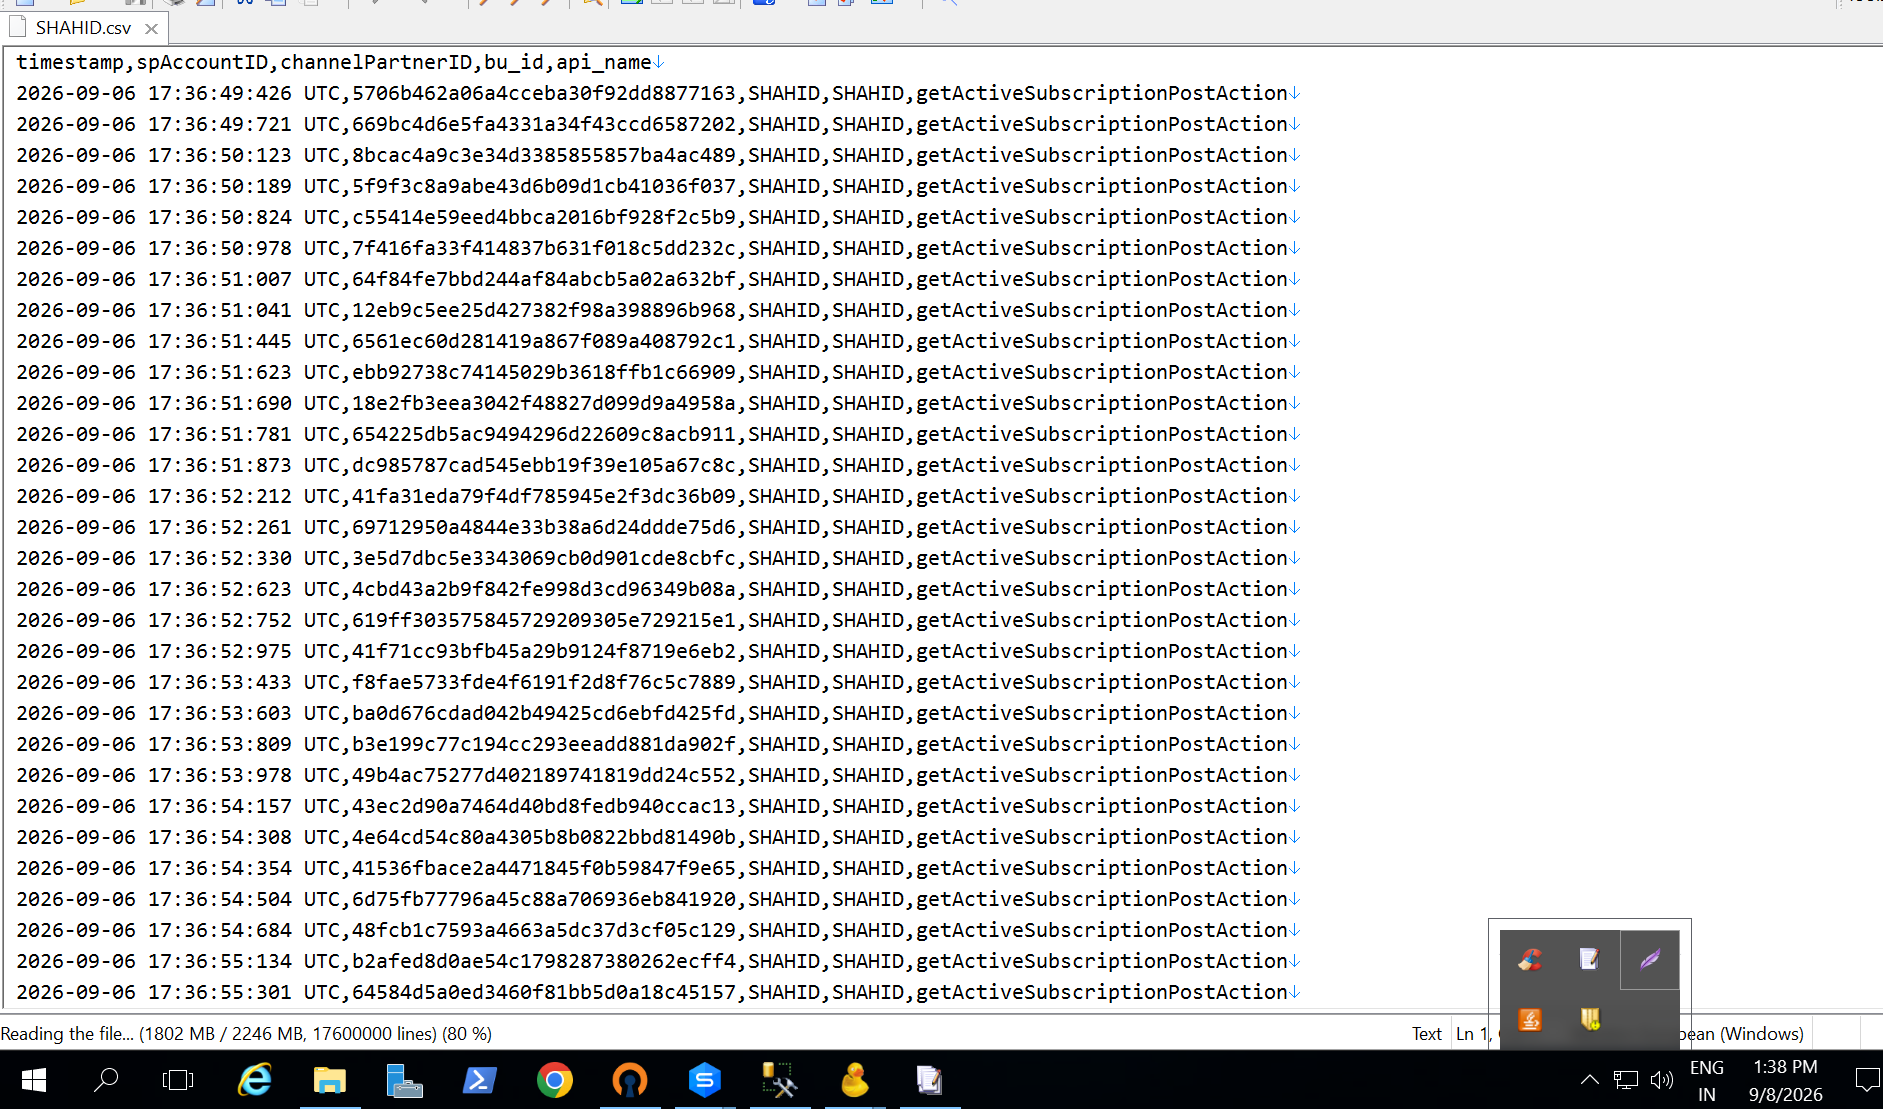 SHAHID.csv
timestamp,spAccountID,channelPartnerID,bu_id,api_name↓
2026-09-06 17:36:49:426 UTC,5706b462a06a4cceba30f92dd8877163,SHAHID,SHAHID,getActiveSubscriptionPostAction↓
2026-09-06 17:36:49:721 UTC,669bc4d6e5fa4331a34f43ccd6587202,SHAHID,SHAHID,getActiveSubscriptionPostAction↓
2026-09-06 17:36:50:123 UTC,8bcac4a9c3e34d3385855857ba4ac489,SHAHID,SHAHID,getActiveSubscriptionPostAction↓
2026-09-06 17:36:50:189 UTC,5f9f3c8a9abe43d6b09d1cb41036f037,SHAHID,SHAHID,getActiveSubscriptionPostAction↓
2026-09-06 17:36:50:824 UTC,c55414e59eed4bbca2016bf928f2c5b9,SHAHID,SHAHID,getActiveSubscriptionPostAction↓
2026-09-06 17:36:50:978 UTC,7f416fa33f414837b631f018c5dd232c,SHAHID,SHAHID,getActiveSubscriptionPostAction↓
2026-09-06 17:36:51:007 UTC,64f84fe7bbd244af84abcb5a02a632bf,SHAHID,SHAHID,getActiveSubscriptionPostAction↓
2026-09-06 17:36:51:041 UTC,12eb9c5ee25d427382f98a398896b968,SHAHID,SHAHID,getActiveSubscriptionPostAction↓
2026-09-06 17:36:51:445 UTC,6561ec60d281419a867f089a408792c1,SHAHID,SHAHID,getActiveSubscriptionPostAction↓
2026-09-06 17:36:51:623 UTC,ebb92738c74145029b3618ffb1c66909,SHAHID,SHAHID,getActiveSubscriptionPostAction↓
2026-09-06 17:36:51:690 UTC,18e2fb3eea3042f48827d099d9a4958a,SHAHID,SHAHID,getActiveSubscriptionPostAction↓
2026-09-06 17:36:51:781 UTC,654225db5ac9494296d22609c8acb911,SHAHID,SHAHID,getActiveSubscriptionPostAction↓
2026-09-06 17:36:51:873 UTC,dc985787cad545ebb19f39e105a67c8c,SHAHID,SHAHID,getActiveSubscriptionPostAction↓
2026-09-06 17:36:52:212 UTC,41fa31eda79f4df785945e2f3dc36b09,SHAHID,SHAHID,getActiveSubscriptionPostAction↓
2026-09-06 17:36:52:261 UTC,69712950a4844e33b38a6d24ddde75d6,SHAHID,SHAHID,getActiveSubscriptionPostAction↓
2026-09-06 17:36:52:330 UTC,3e5d7dbc5e3343069cb0d901cde8cbfc,SHAHID,SHAHID,getActiveSubscriptionPostAction↓
2026-09-06 17:36:52:623 UTC,4cbd43a2b9f842fe998d3cd96349b08a,SHAHID,SHAHID,getActiveSubscriptionPostAction↓
2026-09-06 17:36:52:752 UTC,619ff303575845729209305e729215e1,SHAHID,SHAHID,getActiveSubscriptionPostAction↓
2026-09-06 17:36:52:975 UTC,41f71cc93bfb45a29b9124f8719e6eb2,SHAHID,SHAHID,getActiveSubscriptionPostAction↓
2026-09-06 17:36:53:433 UTC,f8fae5733fde4f6191f2d8f76c5c7889,SHAHID,SHAHID,getActiveSubscriptionPostAction↓
2026-09-06 17:36:53:603 UTC,ba0d676cdad042b49425cd6ebfd425fd,SHAHID,SHAHID,getActiveSubscriptionPostAction↓
2026-09-06 17:36:53:809 UTC,b3e199c77c194cc293eeadd881da902f,SHAHID,SHAHID,getActiveSubscriptionPostAction↓
2026-09-06 17:36:53:978 UTC,49b4ac75277d402189741819dd24c552,SHAHID,SHAHID,getActiveSubscriptionPostAction↓
2026-09-06 17:36:54:157 UTC,43ec2d90a7464d40bd8fedb940ccac13,SHAHID,SHAHID,getActiveSubscriptionPostAction↓
2026-09-06 17:36:54:308 UTC,4e64cd54c80a4305b8b0822bbd81490b,SHAHID,SHAHID,getActiveSubscriptionPostAction↓
2026-09-06 17:36:54:354 UTC,41536fbace2a4471845f0b59847f9e65,SHAHID,SHAHID,getActiveSubscriptionPostAction↓
2026-09-06 17:36:54:504 UTC,6d75fb77796a45c88a706936eb841920,SHAHID,SHAHID,getActiveSubscriptionPostAction↓
2026-09-06 17:36:54:684 UTC,48fcb1c7593a4663a5dc37d3cf05c129,SHAHID,SHAHID,getActiveSubscriptionPostAction↓
2026-09-06 17:36:55:134 UTC,b2afed8d0ae54c1798287380262ecff4,SHAHID,SHAHID,getActiveSubscriptionPostAction↓
2026-09-06 17:36:55:301 UTC,64584d5a0ed3460f81bb5d0a18c45157,SHAHID,SHAHID,getActiveSubscriptionPostAction↓
Reading the file... (1802 MB / 2246 MB, 17600000 lines) (80 %) Text Ln 1, pean (Windows)
ENG 1:38 PM
IN 9/8/2026